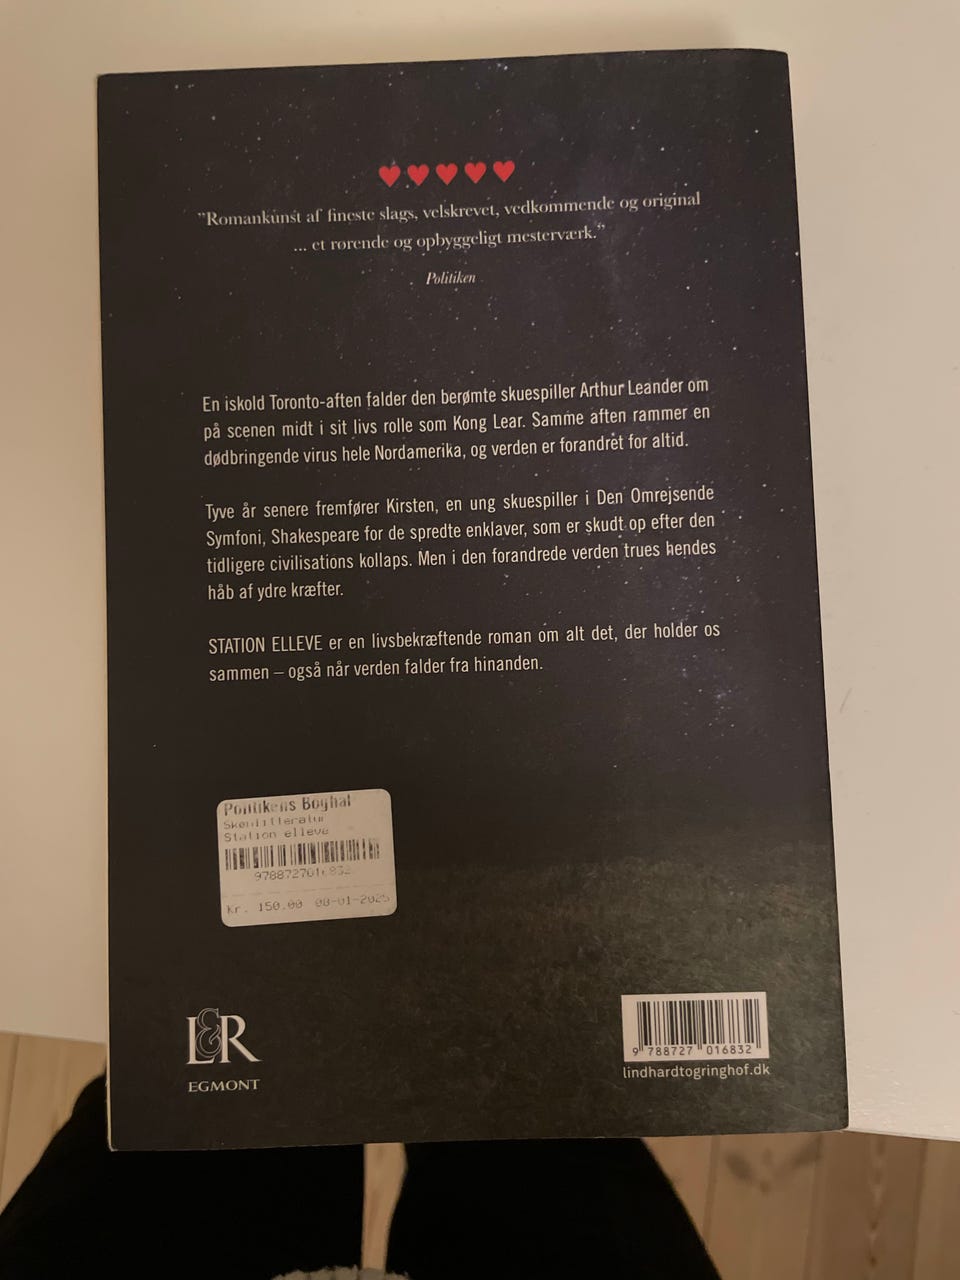 "Romankunst af fineste slags, velskrevet, vedkommende og original
... et rørende og opbyggeligt mesterværk."
Politiken
En iskold Toronto-aften falder den berømte skuespiller Arthur Leander om
på scenen midt i sit livs rolle som Kong Lear. Samme aften rammer en
dødbringende virus hele Nordamerika, og verden er forandret for altid.
Tyve år senere fremfører Kirsten, en ung skuespiller i Den Omrejsende
Symfoni, Shakespeare for de spredte enklaver, som er skudt op efter den
tidligere civilisations kollaps. Men i den forandrede verden trues hendes
håb af ydre kræfter.
STATION ELLEVE er en livsbekræftende roman om alt det, der holder os
sammen – også når verden falder fra hinanden.
Politikens Boghal
Skønlitteratur
Station elleve
9788727016832
Kr. 150.00 08-01-2025
L&R
EGMONT
9 788727 016832
lindhardtogringhof.dk